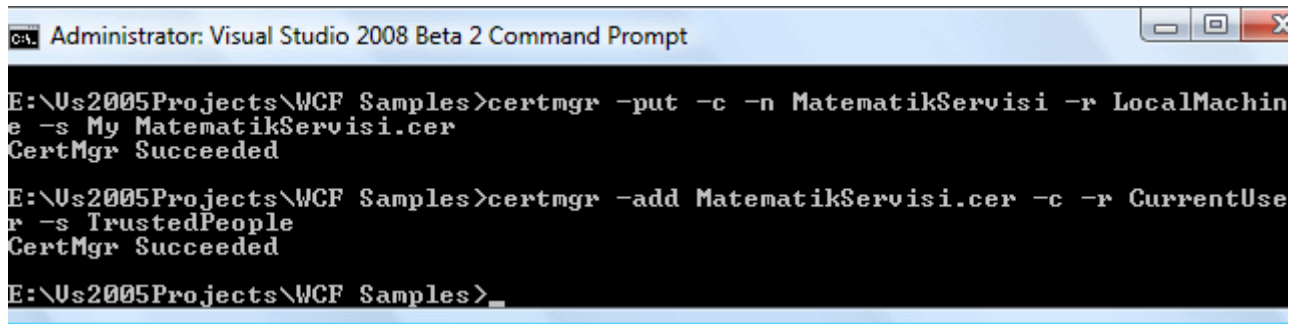 Administrator: Visual Studio 2008 Beta 2 Command Prompt
E:\Vs2005Projects\WCF Samples>certmgr -put -c -n MatematikServisi -r LocalMachin
e -s My MatematikServisi.cer
CertMgr Succeeded
E:\Vs2005Projects\WCF Samples>certmgr -add MatematikServisi.cer -c -r CurrentUse
r -s TrustedPeople
CertMgr Succeeded
E:\Vs2005Projects\WCF Samples>_